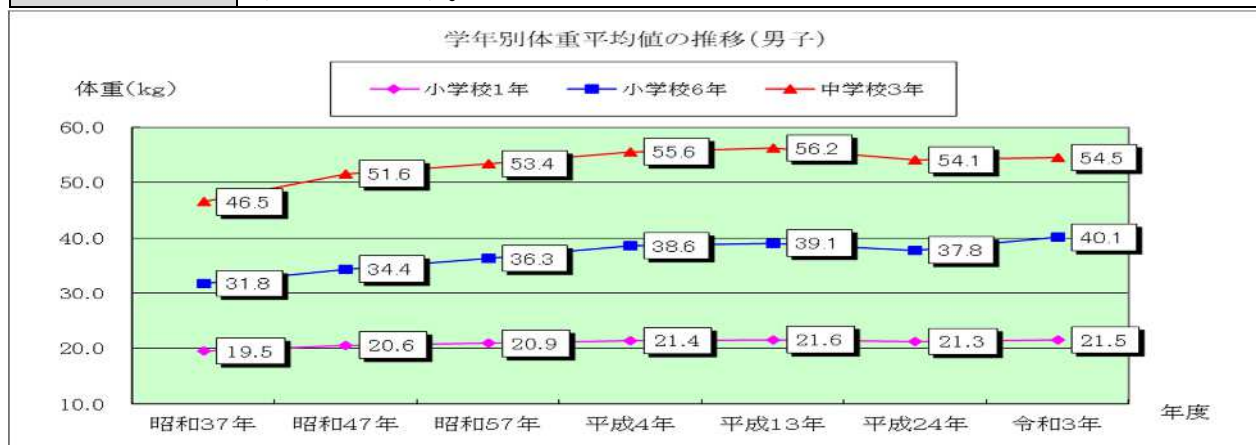 学年別体重平均値の推移(男子)
体重(kg)
小学校1年 小学校6年 中学校3年
60.0
50.0
40.0
30.0
20.0
10.0
46.5 51.6 53.4 55.6 56.2 54.1 54.5
31.8 34.4 36.3 38.6 39.1 37.8 40.1
19.5 20.6 20.9 21.4 21.6 21.3 21.5
昭和37年 昭和47年 昭和57年 平成4年 平成13年 平成24年 令和3年
年度